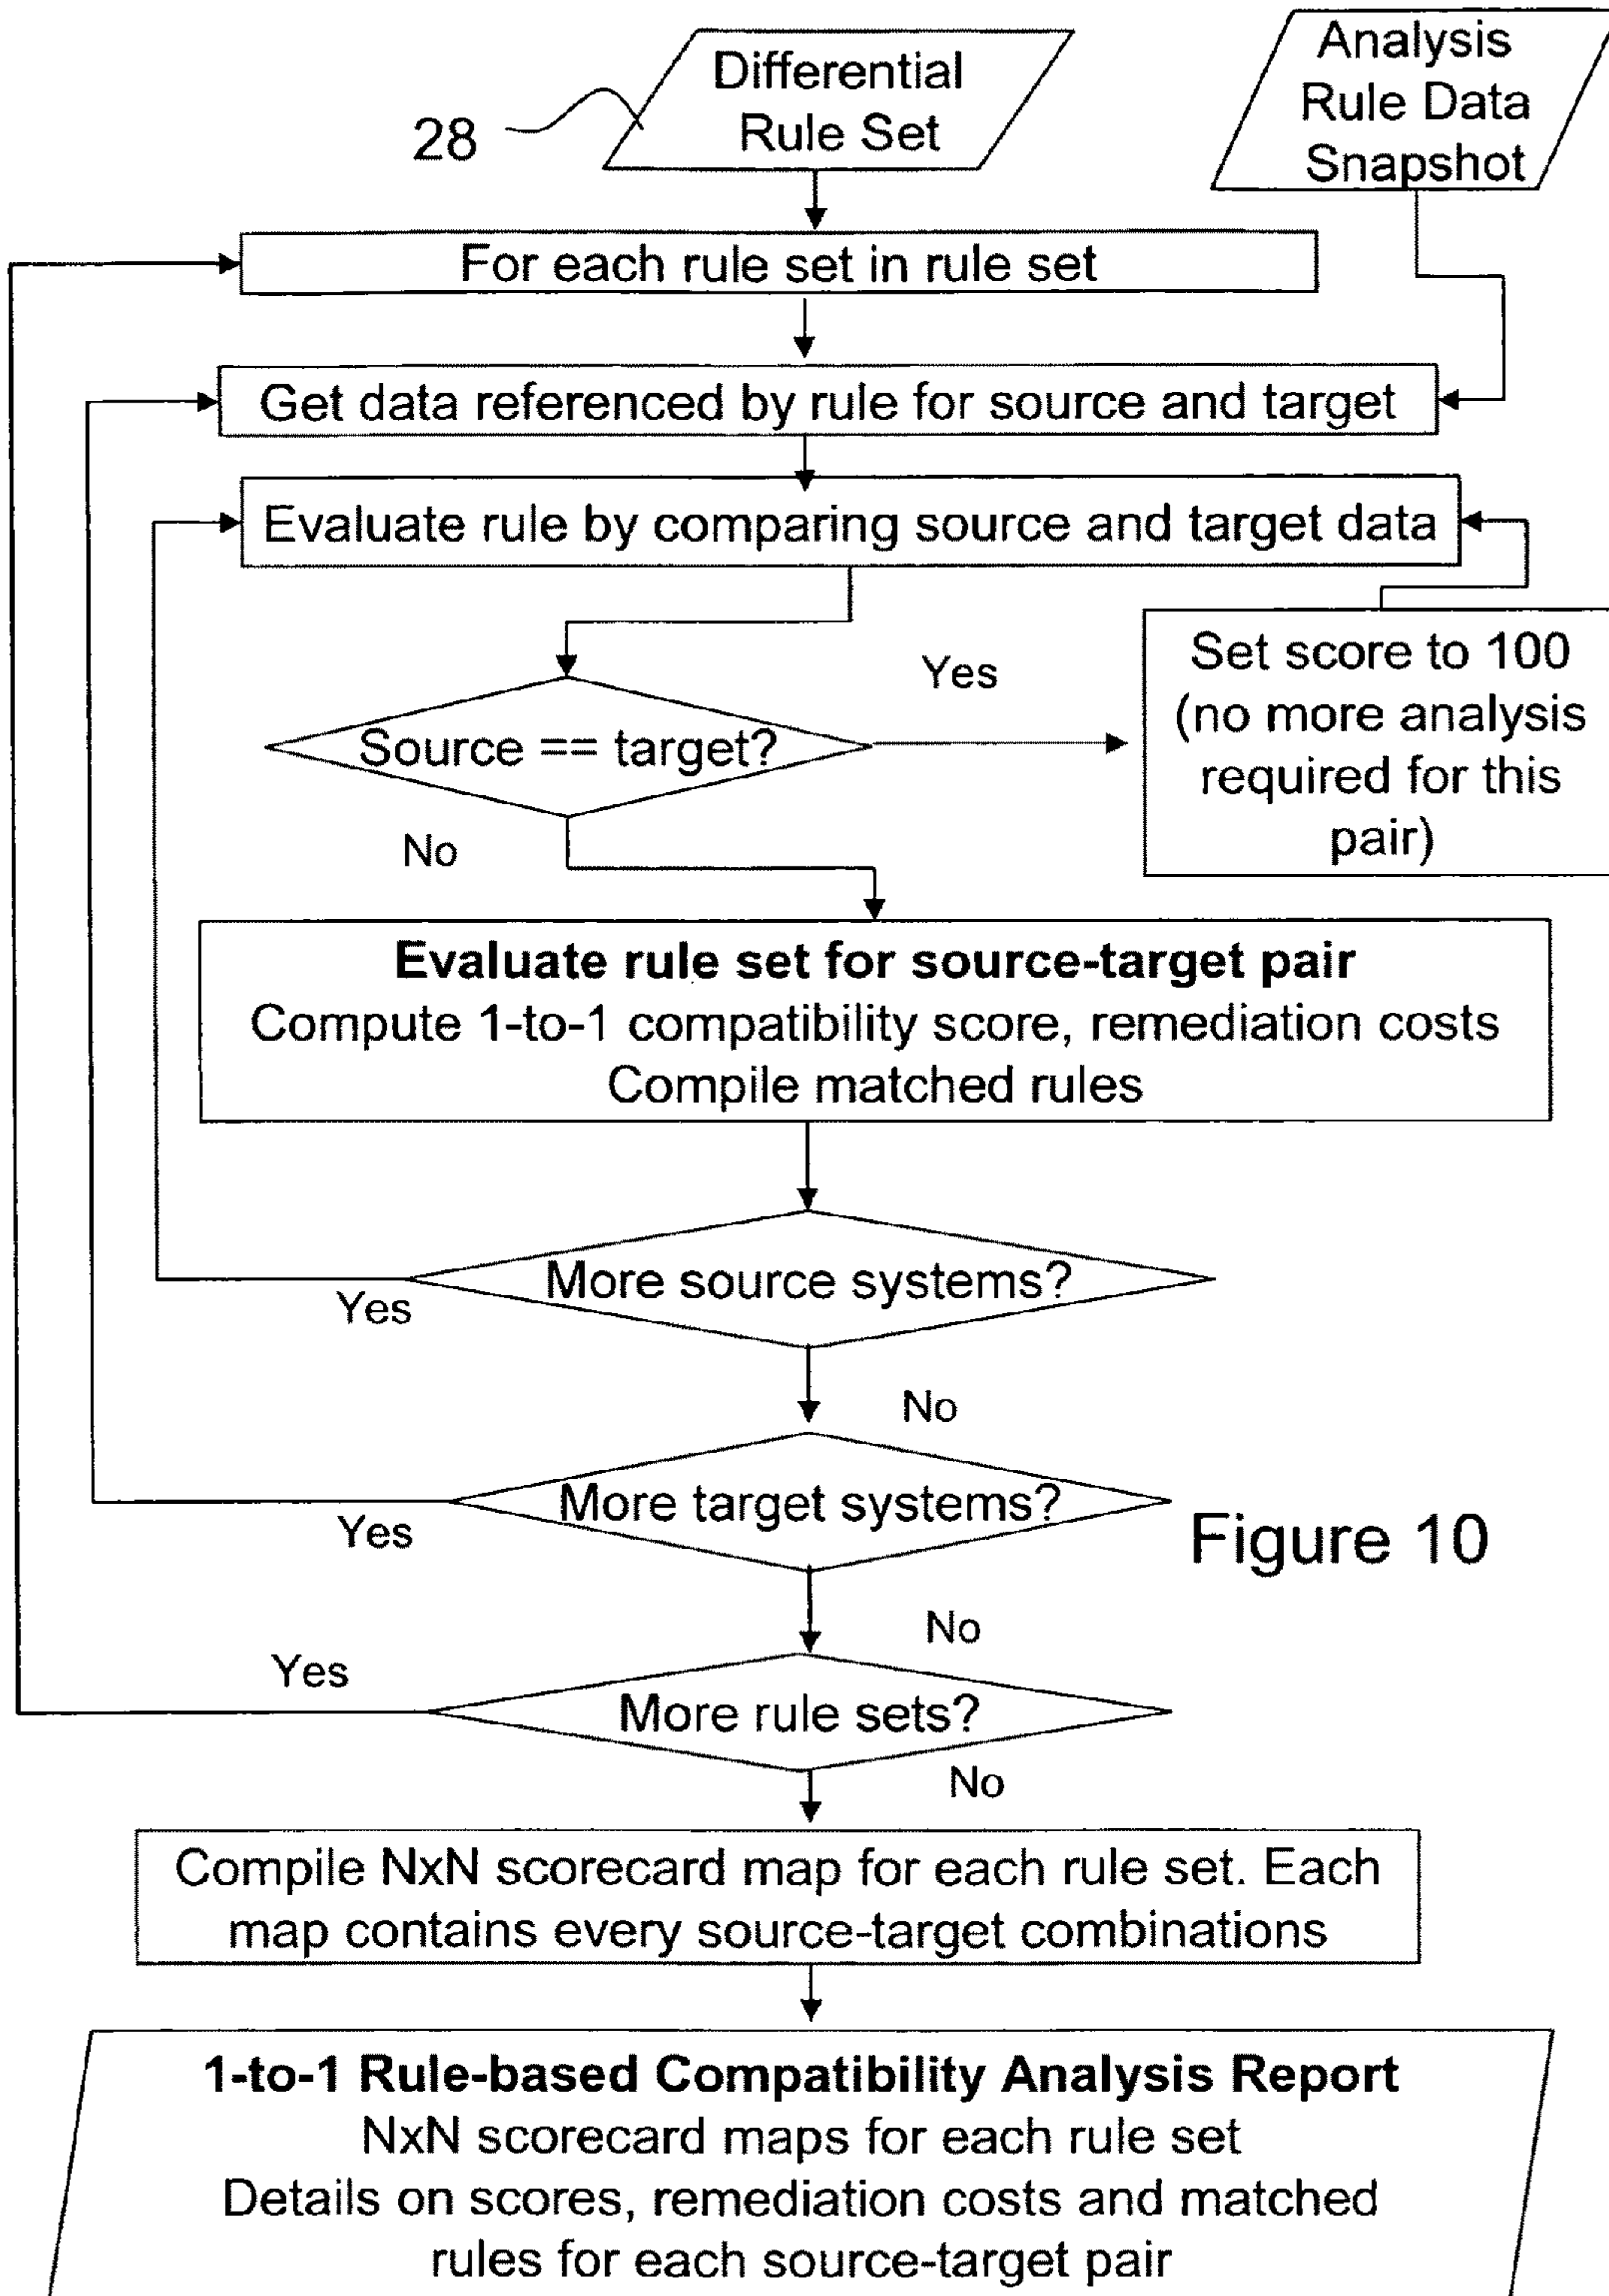 Differential
Rule Set
28
Analysis
Rule Data
Snapshot
For each rule set in rule set
Get data referenced by rule for source and target
Evaluate rule by comparing source and target data
Source == target?
Yes
Set score to 100
(no more analysis
required for this
pair)
No
Evaluate rule set for source-target pair
Compute 1-to-1 compatibility score, remediation costs
Compile matched rules
More source systems?
Yes
No
More target systems?
Yes
Figure 10
No
Yes
More rule sets?
No
Compile NxN scorecard map for each rule set. Each
map contains every source-target combinations
1-to-1 Rule-based Compatibility Analysis Report
NxN scorecard maps for each rule set
Details on scores, remediation costs and matched
rules for each source-target pair